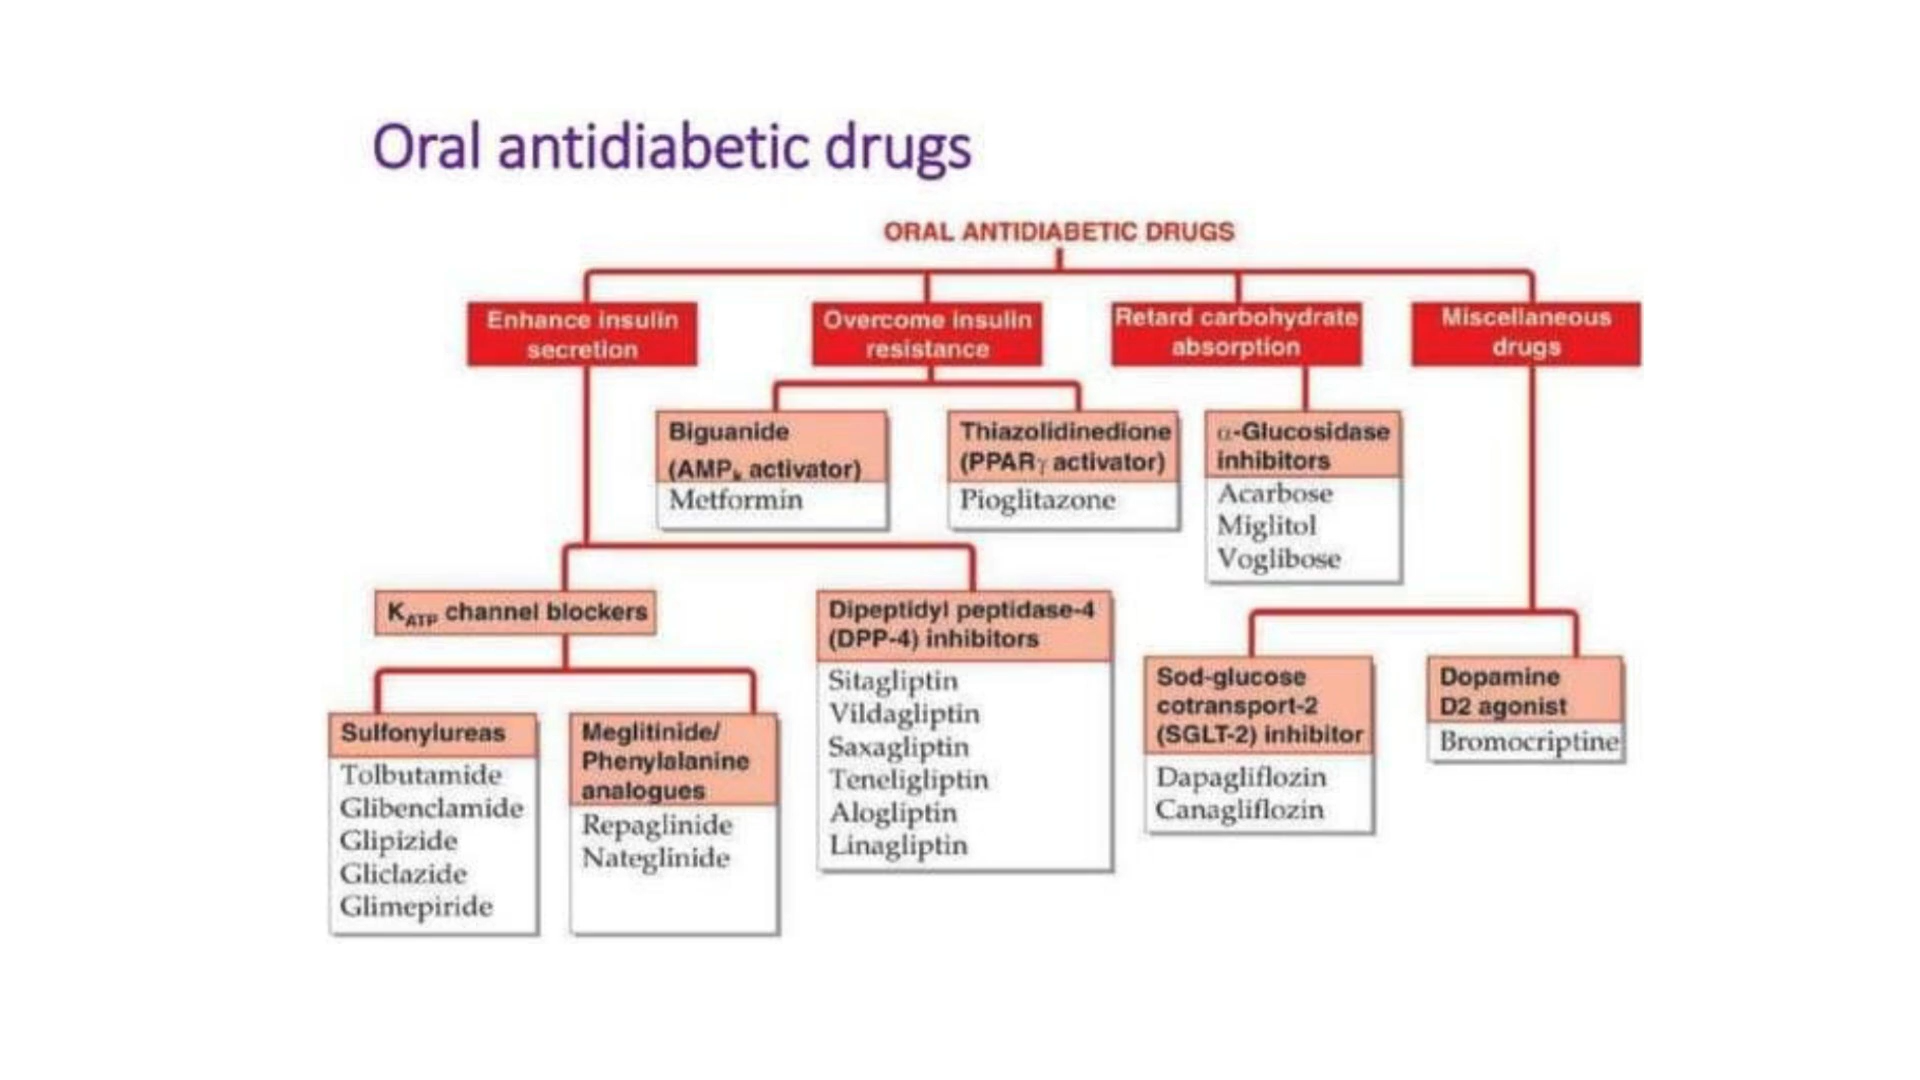 Oral antidiabetic drugs
ORAL ANTIDIABETIC DRUGS
Enhance insulin
secretion
Overcome insulin
resistance
Retard carbohydrate
absorption
Miscellaneous
drugs
Biguanide
(AMPₖ activator)
Metformin
Thiazolidinedione
(PPARγ activator)
Pioglitazone
α-Glucosidase
inhibitors
Acarbose
Miglitol
Voglibose
K_ATP channel blockers
Dipeptidyl peptidase-4
(DPP-4) inhibitors
Sitagliptin
Vildagliptin
Saxagliptin
Teneligliptin
Alogliptin
Linagliptin
Sod-glucose
cotransport-2
(SGLT-2) inhibitor
Dapagliflozin
Canagliflozin
Dopamine
D2 agonist
Bromocriptine
Sulfonylureas
Tolbutamide
Glibenclamide
Glipizide
Gliclazide
Glimepiride
Meglitinide/
Phenylalanine
analogues
Repaglinide
Nateglinide